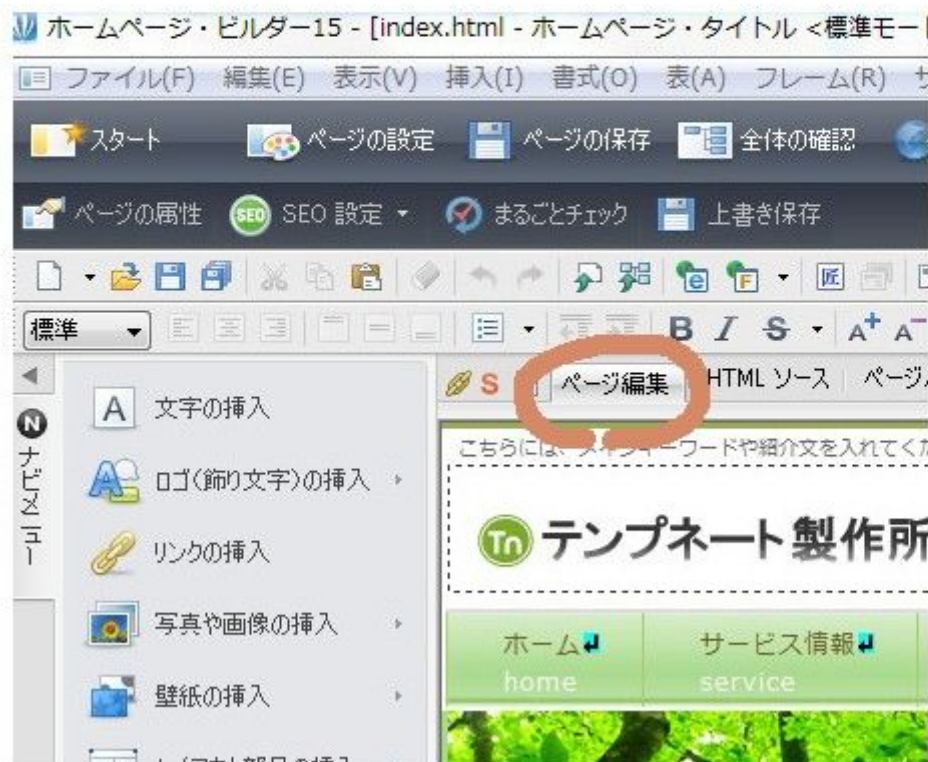 ホームページ・ビルダー15 - [index.html - ホームページ・タイトル <標準モー
ファイル(F) 編集(E) 表示(V) 挿入(I) 書式(O) 表(A) フレーム(R)
スタート ページの設定 ページの保存 全体の確認
ページの属性 SEO SEO 設定 まるごとチェック 上書き保存
標準 B I S A+ A-
S ページ編集 HTML ソース ページ
ナビメニュー
文字の挿入
ロゴ(飾り文字)の挿入
リンクの挿入
写真や画像の挿入
壁紙の挿入
こちらには、メインキーワードや紹介文を入れてく
Tn テンプネート製作所
ホーム サービス情報
home service